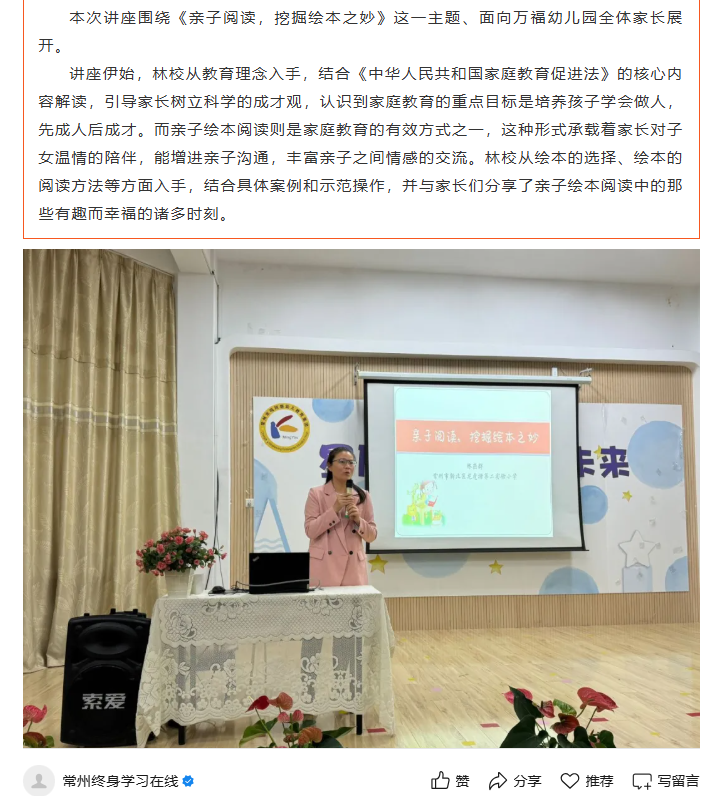 本次讲座围绕《亲子阅读，挖掘绘本之妙》这一主题、面向万福幼儿园全体家长展
开。
讲座伊始，林校从教育理念入手，结合《中华人民共和国家庭教育促进法》的核心内
容解读，引导家长树立科学的成才观，认识到家庭教育的重点目标是培养孩子学会做人，
先成人后成才。而亲子绘本阅读则是家庭教育的有效方式之一，这种形式承载着家长对子
女温情的陪伴，能增进亲子沟通，丰富亲子之间情感的交流。林校从绘本的选择、绘本的
阅读方法等方面入手，结合具体案例和示范操作，并与家长们分享了亲子绘本阅读中的那
些有趣而幸福的诸多时刻。
亲子阅读，挖掘绘本之妙
未来
索爱
常州终身学习在线
赞
分享
推荐
写留言